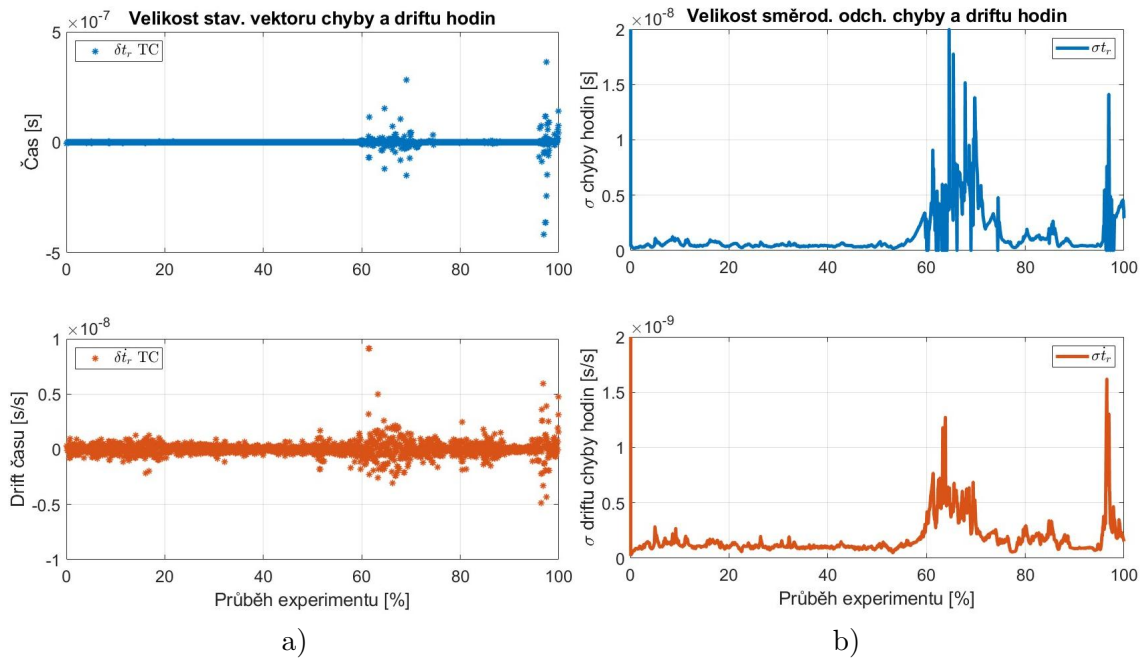 Velikost stav. vektoru chyby a driftu hodin
×10⁻⁷
5
0
-5
Čas [s]
δtᵣ TC
0 20 40 60 80 100
×10⁻⁸
1
0.5
0
-0.5
-1
Drift času [s/s]
δṫᵣ TC
0 20 40 60 80 100
Průběh experimentu [%]
a)
Velikost směrod. odch. chyby a driftu hodin
×10⁻⁸
2
1.5
1
0.5
0
σ chyby hodin [s]
σtᵣ
0 20 40 60 80 100
×10⁻⁹
2
1.5
1
0.5
0
σ driftu chyby hodin [s/s]
σṫᵣ
0 20 40 60 80 100
Průběh experimentu [%]
b)